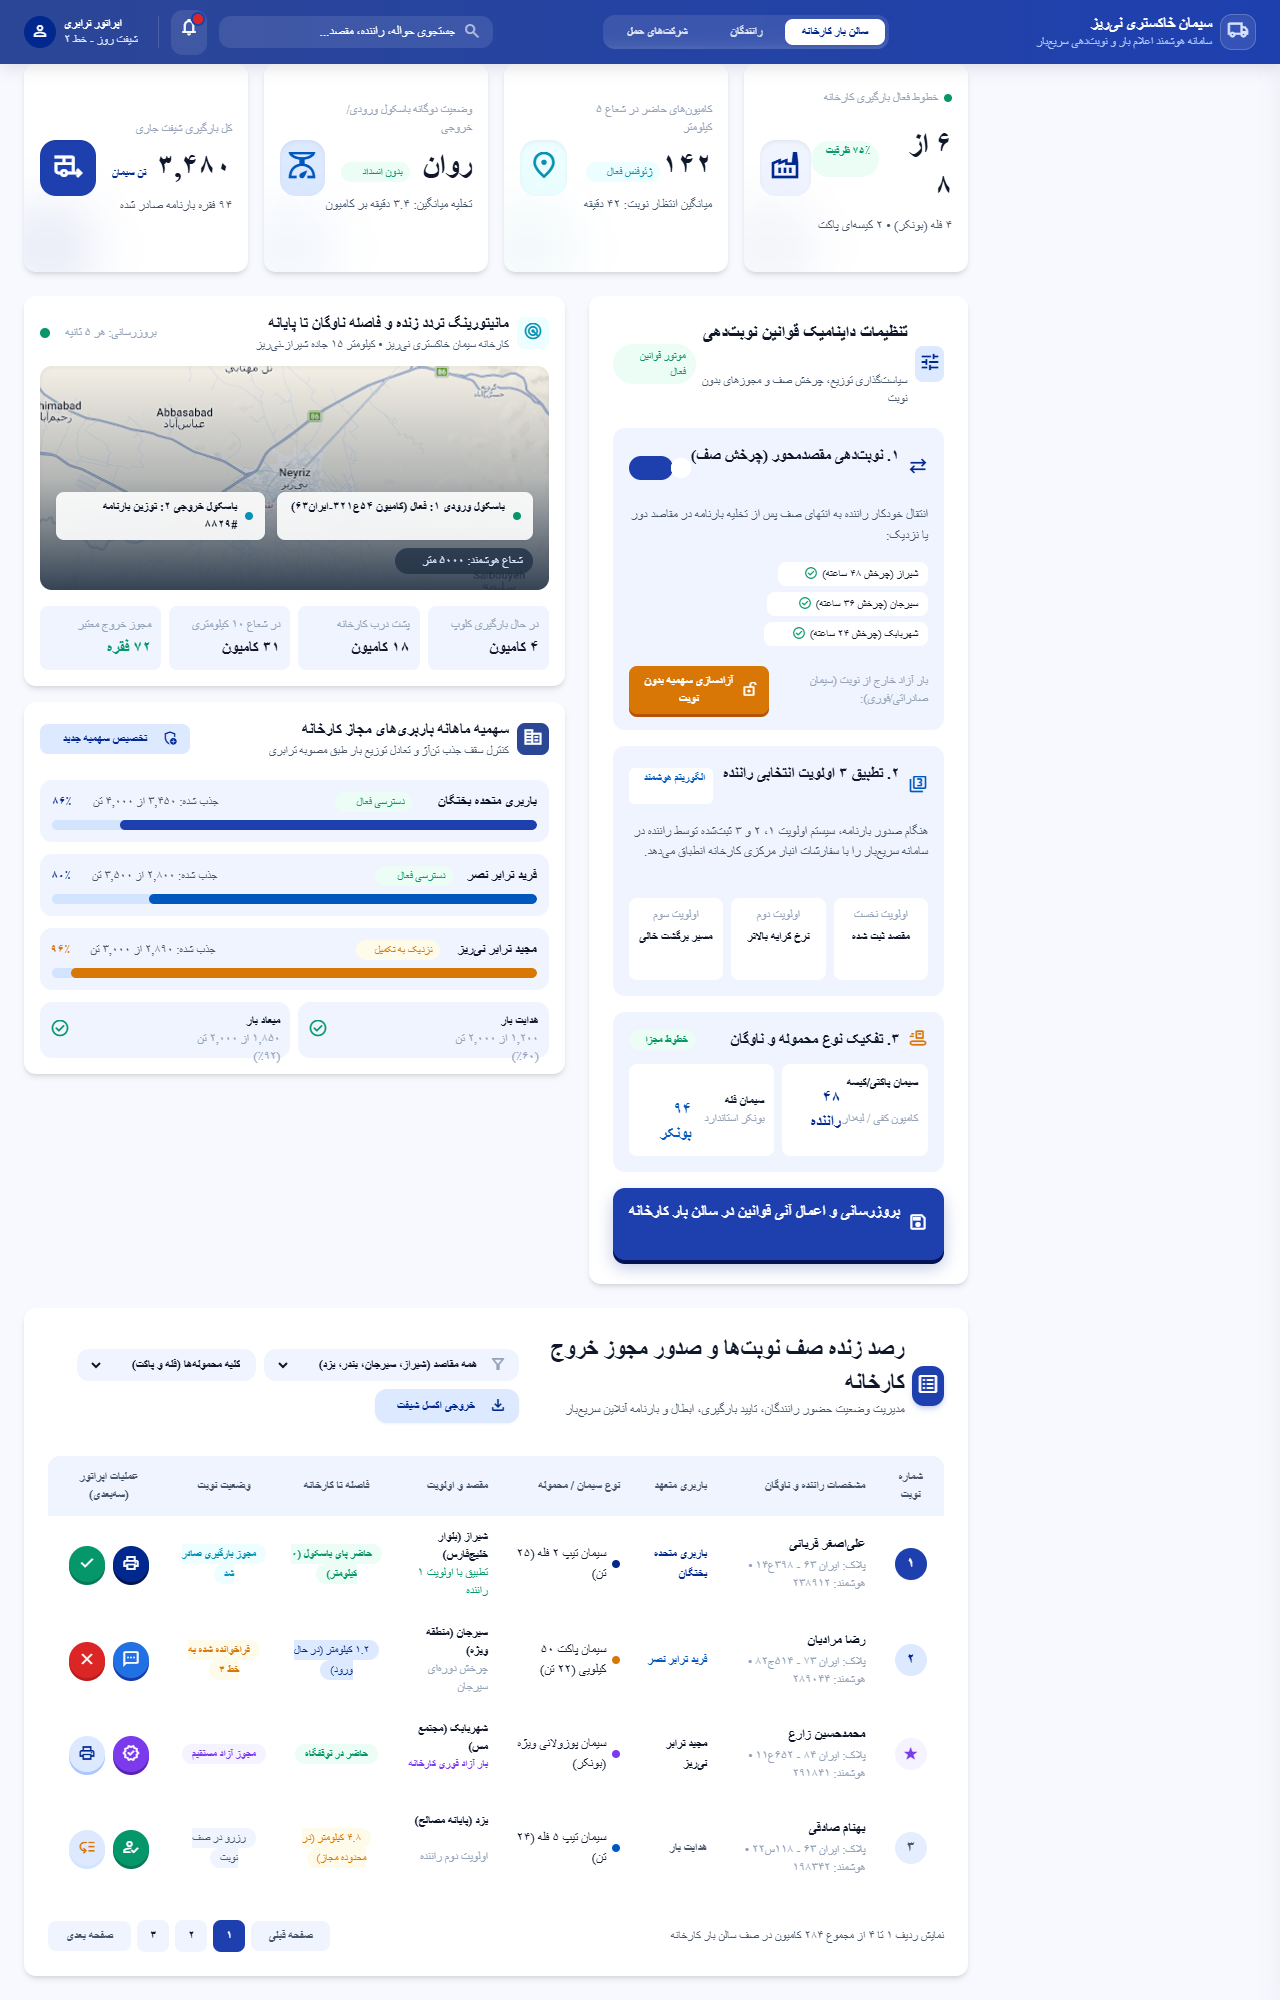 سیمان خاکستری نی‌ریز
سامانه هوشمند اعلام بار و نوبت‌دهی سریع‌بار
سالن بار کارخانه
رانندگان
شرکت‌های حمل
جستجوی حواله، راننده، مقصد...
اپراتور ترابری
شیفت روز - خط ۲
خطوط فعال بارگیری کارخانه
۶ از
۸
۷۵٪ ظرفیت
۴ فله (بونکر) • ۲ کیسه‌ای پاکت
کامیون‌های حاضر در شعاع ۵
کیلومتر
۱۴۲
ژئوفنس فعال
میانگین انتظار نوبت: ۴۲ دقیقه
وضعیت دوگانه باسکول ورودی/
خروجی
روان
بدون انسداد
تخلیه میانگین: ۳.۴ دقیقه بر کامیون
کل بارگیری شیفت جاری
۳,۴۸۰
تن سیمان
۹۴ فقره بارنامه صادر شده
تنظیمات داینامیک قوانین نوبت‌دهی
سیاست‌گذاری توزیع، چرخش صف و مجوزهای بدون
نوبت
موتور قوانین
فعال
۱. نوبت‌دهی مقصدمحور (چرخش صف)
انتقال خودکار راننده به انتهای صف پس از تخلیه بارنامه در مقاصد دور
یا نزدیک:
شیراز (چرخش ۴۸ ساعته)
سیرجان (چرخش ۳۶ ساعته)
شهربابک (چرخش ۲۴ ساعته)
بار آزاد خارج از نوبت (سیمان
صادراتی/فوری):
آزادسازی سهمیه بدون
نوبت
۲. تطبیق ۳ اولویت انتخابی راننده
الگوریتم هوشمند
هنگام صدور بارنامه، سیستم اولویت ۱، ۲ و ۳ ثبت‌شده توسط راننده در
سامانه سریع‌بار را با سفارشات انبار مرکزی کارخانه انطباق می‌دهد.
اولویت نخست
مقصد ثبت شده
اولویت دوم
نرخ کرایه بالاتر
اولویت سوم
مسیر برگشت خالی
۳. تفکیک نوع محموله و ناوگان
خطوط مجزا
سیمان پاکتی/کیسه
کامیون کفی / لبه‌دار
۴۸
راننده
سیمان فله
بونکر استاندارد
۹۴
بونکر
بروزرسانی و اعمال آنی قوانین در سالن بار کارخانه
مانیتورینگ تردد زنده و فاصله ناوگان تا پایانه
کارخانه سیمان خاکستری نی‌ریز • کیلومتر ۱۵ جاده شیراز-نی‌ریز
بروزرسانی: هر ۵ ثانیه
تل مهتابی
86
himabad
رحیم‌آباد
Abbasabad
عباس‌آباد
86
Neyriz
نی‌ریز
باسکول ورودی ۱: فعال (کامیون ۵۴ع۳۲۱-ایران۶۳)
باسکول خروجی ۲: توزین بارنامه
#۸۸۲۹
شعاع هوشمند: ۵۰۰۰ متر
در حال بارگیری کلوپ
۴ کامیون
پشت درب کارخانه
۱۸ کامیون
در شعاع ۱۰ کیلومتری
۳۱ کامیون
مجوز خروج معتبر
۷۲ فقره
سهمیه ماهانه باربری‌های مجاز کارخانه
کنترل سقف جذب تن‌آژ و تعادل توزیع بار طبق مصوبه ترابری
تخصیص سهمیه جدید
باربری متحده بختگان
دسترسی فعال
جذب شده: ۳,۴۵۰ از ۴,۰۰۰ تن
۸۶٪
فرید ترابر نصر
دسترسی فعال
جذب شده: ۲,۸۰۰ از ۳,۵۰۰ تن
۸۰٪
مجید ترابر نی‌ریز
نزدیک به تکمیل
جذب شده: ۲,۸۹۰ از ۳,۰۰۰ تن
۹۶٪
هدایت بار
۱,۲۰۰ از ۲,۰۰۰ تن
(۶۰٪)
میعاد بار
۱,۸۵۰ از ۲,۰۰۰ تن
(۹۲٪)
رصد زنده صف نوبت‌ها و صدور مجوز خروج
کارخانه
مدیریت وضعیت حضور رانندگان، تایید بارگیری، ابطال و بارنامه آنلاین سریع‌بار
همه مقاصد (شیراز، سیرجان، بندر، یزد)
کلیه محموله‌ها (فله و پاکت)
خروجی اکسل شیفت
شماره
نوبت
مشخصات راننده و ناوگان
باربری متعهد
نوع سیمان / محموله
مقصد و اولویت
فاصله تا کارخانه
وضعیت نوبت
عملیات اپراتور
(سه‌بعدی)
۱
علی‌اصغر قربانی
پلاک: ایران ۶۳ - ۳۹۸ع۱۴ •
هوشمند: ۲۳۸۹۱۲
باربری متحده
بختگان
سیمان تیپ ۲ فله (۲۵
تن)
شیراز (بلوار
خلیج‌فارس)
تطبیق با اولویت ۱
راننده
حاضر پای باسکول (۰
کیلومتر)
مجوز بارگیری صادر
شد
۲
رضا مرادیان
پلاک: ایران ۷۳ - ۵۱۴ج۸۲ •
هوشمند: ۲۸۹۰۴۴
فرید ترابر نصر
سیمان پاکت ۵۰
کیلویی (۲۲ تن)
سیرجان (منطقه
ویژه)
چرخش دوره‌ای
سیرجان
۱.۲ کیلومتر (در حال
ورود)
فراخوانده شده به
خط ۳
محمدحسین زارع
پلاک: ایران ۸۴ - ۶۵۲ع۱۱ •
هوشمند: ۲۹۱۸۴۱
مجید ترابر
نی‌ریز
سیمان پوزولانی ویژه
(بونکر)
شهربابک (مجتمع
مس)
بار آزاد فوری کارخانه
حاضر در توقفگاه
مجوز آزاد مستقیم
۳
بهنام صادقی
پلاک: ایران ۶۳ - ۱۱۸س۲۲ •
هوشمند: ۱۹۸۳۴۲
هدایت بار
سیمان تیپ ۵ فله (۲۴
تن)
یزد (پایانه مصالح)
اولویت دوم راننده
۴.۸ کیلومتر (در
محدوده مجاز)
رزرو در صف
نوبت
نمایش ردیف ۱ تا ۴ از مجموع ۲۸۴ کامیون در صف سالن بار کارخانه
صفحه قبلی
۱
۲
۳
صفحه بعدی